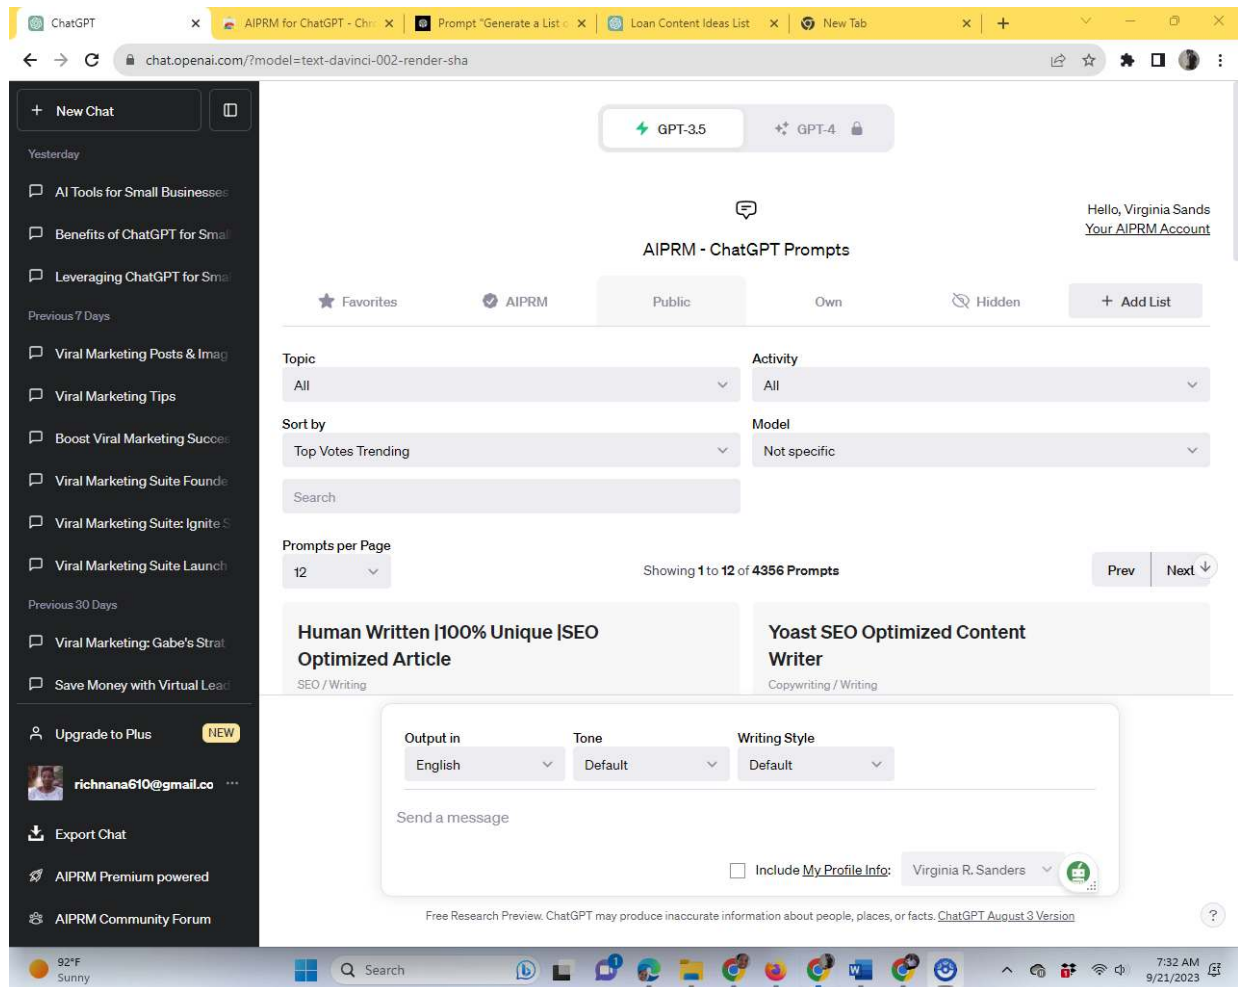 ChatGPT
AIPRM for ChatGPT - Chr
Prompt "Generate a List o
Loan Content Ideas List
New Tab
chat.openai.com/?model=text-davinci-002-render-sha
New Chat
Yesterday
AI Tools for Small Businesses
Benefits of ChatGPT for Smal
Leveraging ChatGPT for Sma
Previous 7 Days
Viral Marketing Posts & Imag
Viral Marketing Tips
Boost Viral Marketing Succes
Viral Marketing Suite Founde
Viral Marketing Suite: Ignite S
Viral Marketing Suite Launch
Previous 30 Days
Viral Marketing: Gabe's Strat
Save Money with Virtual Lead
Upgrade to Plus NEW
richnana610@gmail.co
Export Chat
AIPRM Premium powered
AIPRM Community Forum
GPT-3.5
GPT-4
Hello, Virginia Sands
Your AIPRM Account
AIPRM - ChatGPT Prompts
Favorites
AIPRM
Public
Own
Hidden
+ Add List
Topic
All
Activity
All
Sort by
Top Votes Trending
Model
Not specific
Search
Prompts per Page
12
Showing 1 to 12 of 4356 Prompts
Prev
Next
Human Written |100% Unique |SEO
Optimized Article
SEO / Writing
Yoast SEO Optimized Content
Writer
Copywriting / Writing
Output in
English
Tone
Default
Writing Style
Default
Send a message
Include My Profile Info:
Virginia R. Sanders
Free Research Preview. ChatGPT may produce inaccurate information about people, places, or facts. ChatGPT August 3 Version
?
92°F
Sunny
Search
7:32 AM
9/21/2023